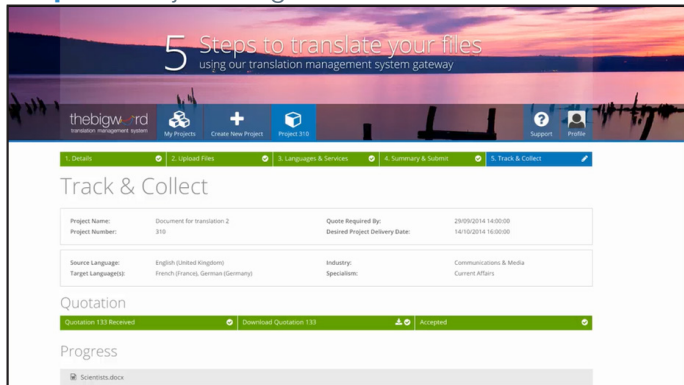 5 Steps to translate your files
using our translation management system gateway
thebigword
translation management system
My Projects
Create New Project
Project 310
Support
Profile
1. Details
2. Upload Files
3. Languages & Services
4. Summary & Submit
5. Track & Collect
Track & Collect
Project Name: Document for translation 2 Quote Required By: 29/09/2014 14:00:00
Project Number: 310 Desired Project Delivery Date: 14/10/2014 16:00:00
Source Language: English (United Kingdom) Industry: Communications & Media
Target Language(s): French (France), German (Germany) Specialism: Current Affairs
Quotation
Quotation 133 Received
Download Quotation 133
Accepted
Progress
Scientists.docx